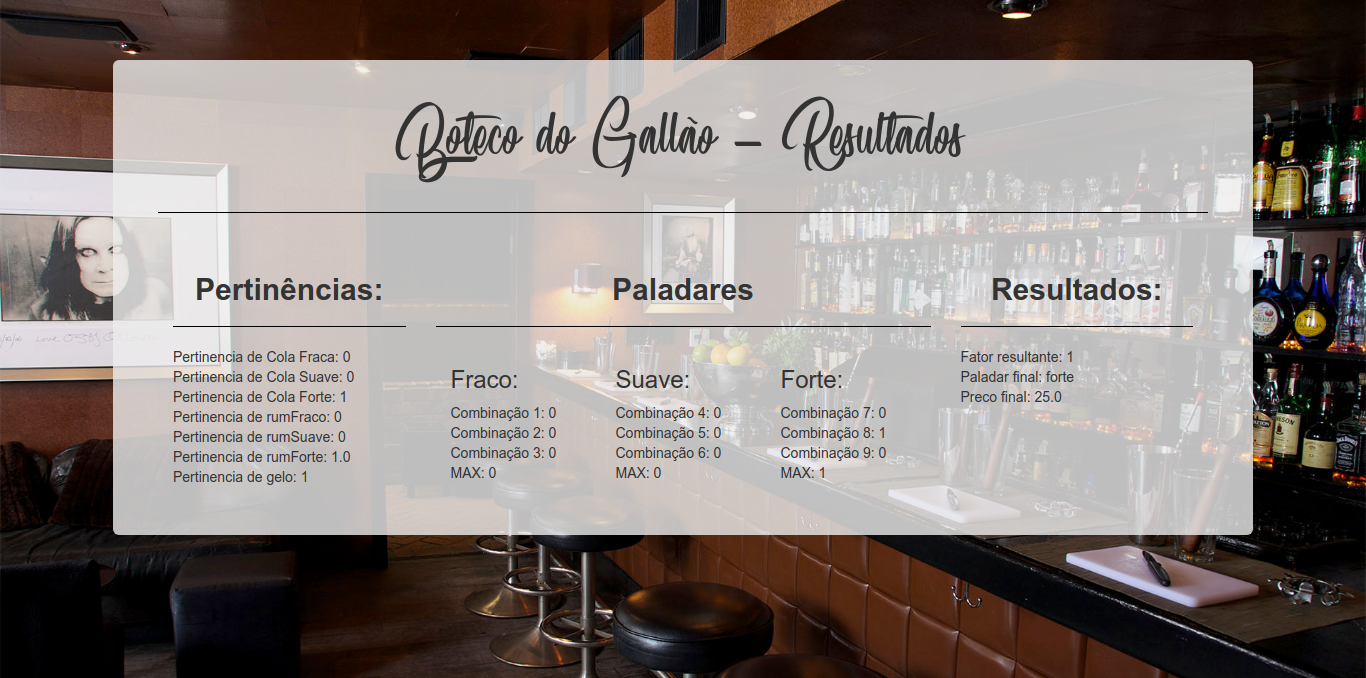 Boteco do Gallão - Resultados
Pertinências:
Pertinencia de Cola Fraca: 0
Pertinencia de Cola Suave: 0
Pertinencia de Cola Forte: 1
Pertinencia de rumFraco: 0
Pertinencia de rumSuave: 0
Pertinencia de rumForte: 1.0
Pertinencia de gelo: 1
Paladares
Fraco:
Combinação 1: 0
Combinação 2: 0
Combinação 3: 0
MAX: 0
Suave:
Combinação 4: 0
Combinação 5: 0
Combinação 6: 0
MAX: 0
Forte:
Combinação 7: 0
Combinação 8: 1
Combinação 9: 0
MAX: 1
Resultados:
Fator resultante: 1
Paladar final: forte
Preco final: 25.0